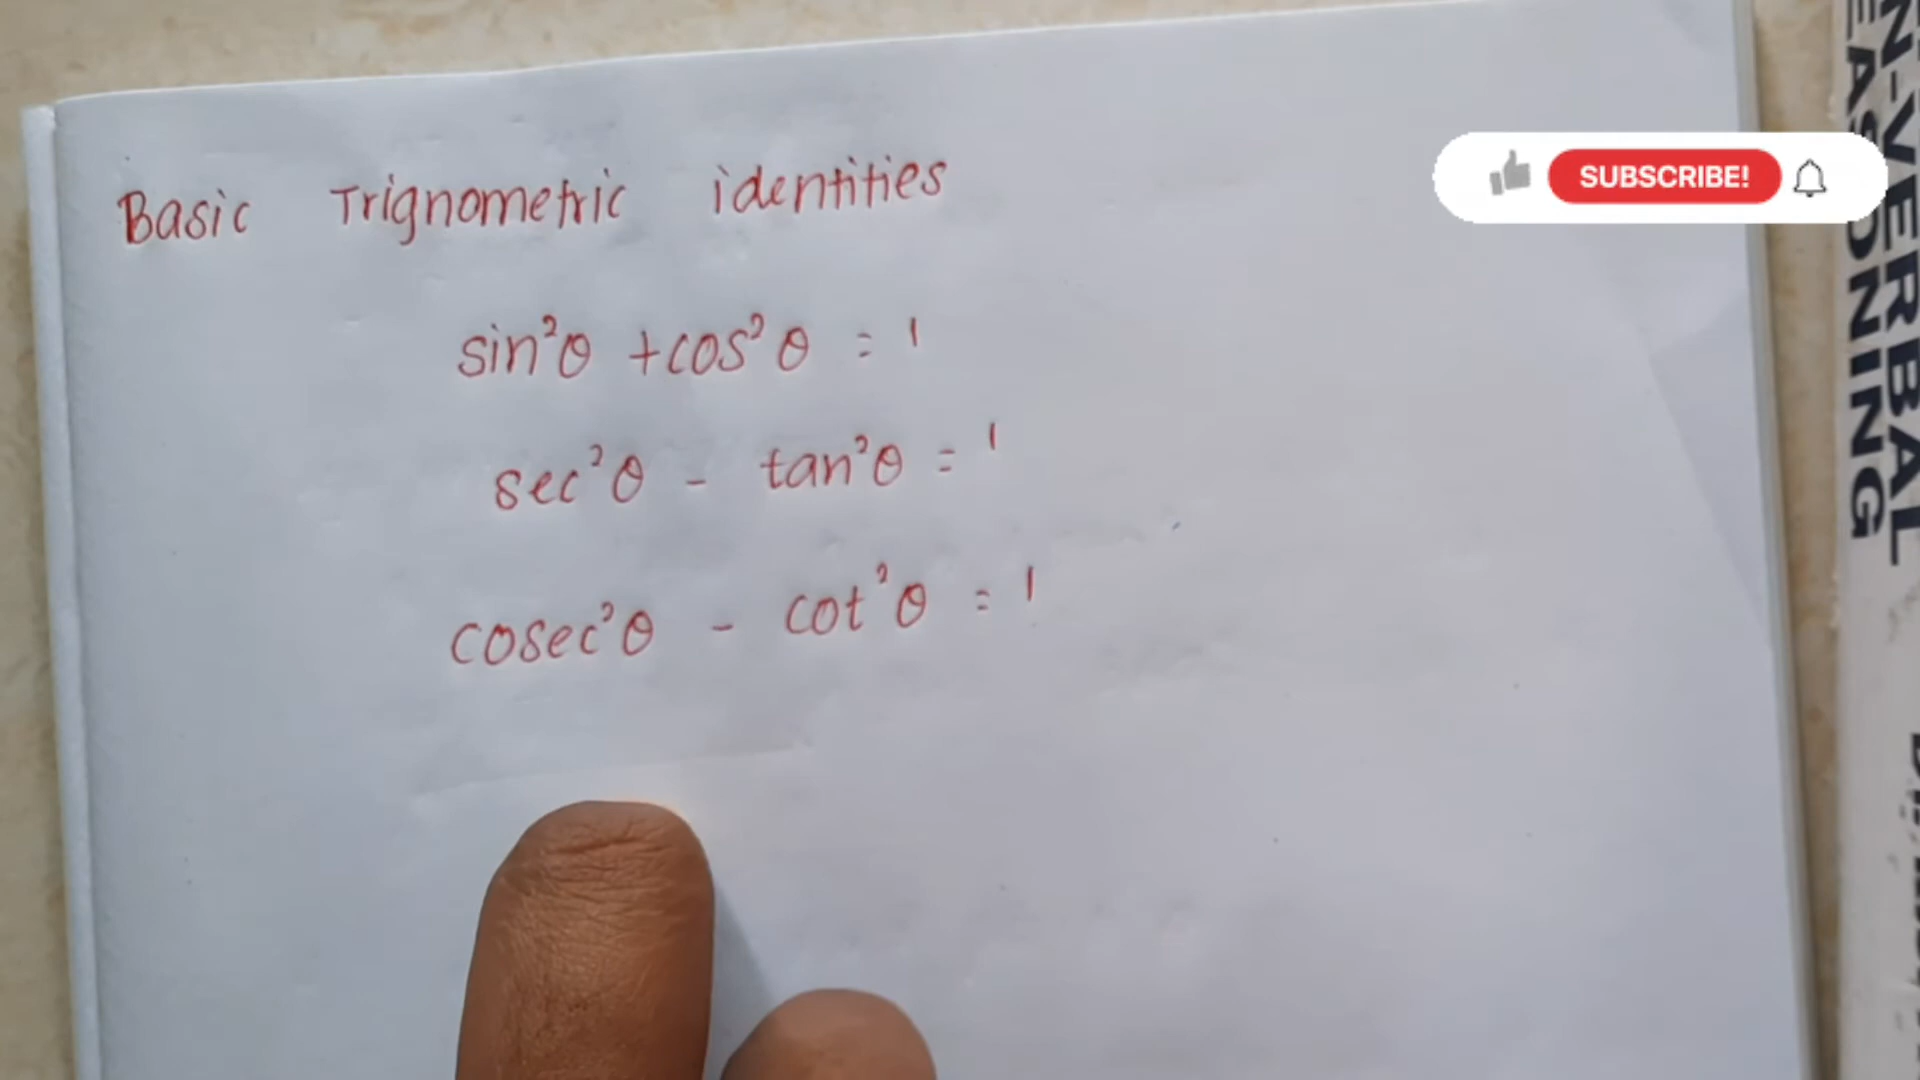 Basic Trignometric identities
sin²θ + cos²θ = 1
sec²θ - tan²θ = 1
cosec²θ - cot²θ = 1
SUBSCRIBE!
N-VERBAL
EASONING